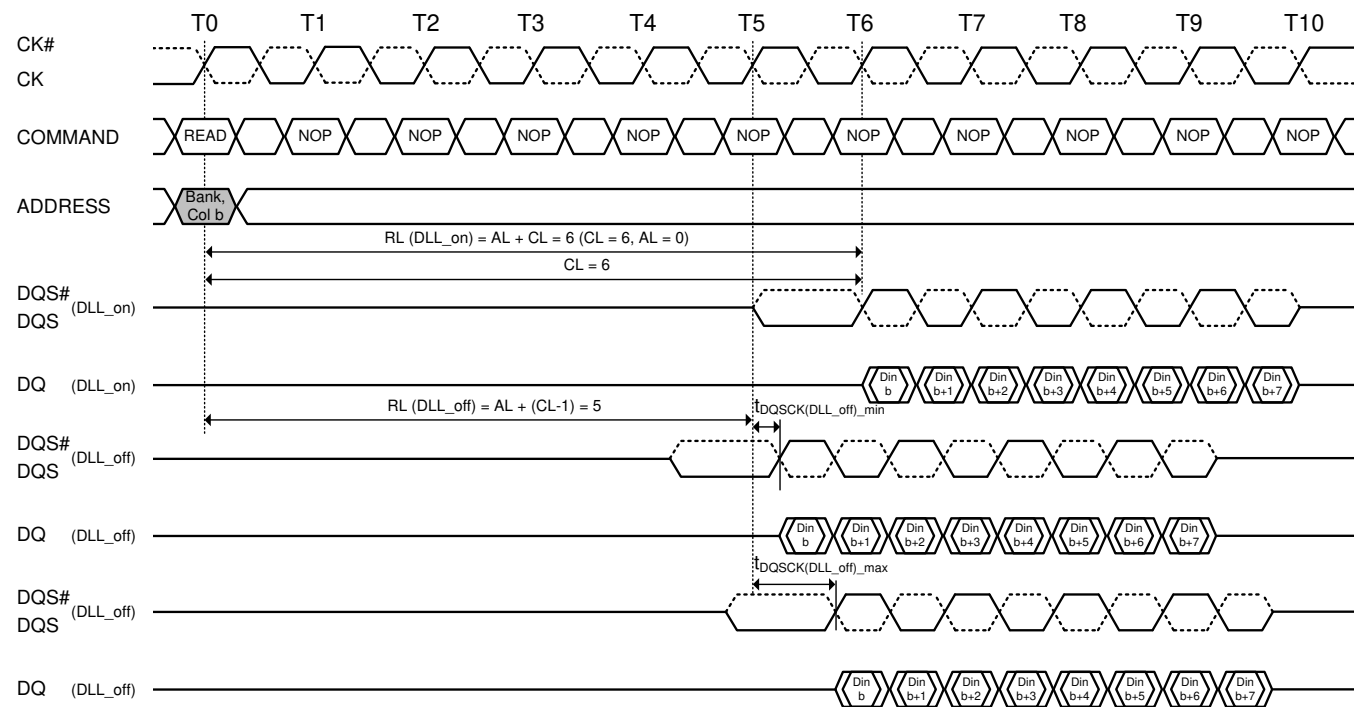 T0 T1 T2 T3 T4 T5 T6 T7 T8 T9 T10
CK#
CK
COMMAND READ NOP NOP NOP NOP NOP NOP NOP NOP NOP NOP
ADDRESS
Bank,
Col b
RL (DLL_on) = AL + CL = 6 (CL = 6, AL = 0)
CL = 6
DQS#
(DLL_on)
DQS
DQ (DLL_on)
Din Din Din Din Din Din Din Din
b b+1 b+2 b+3 b+4 b+5 b+6 b+7
RL (DLL_off) = AL + (CL-1) = 5
tDQSCK(DLL_off)_min
DQS#
(DLL_off)
DQS
DQ (DLL_off)
Din Din Din Din Din Din Din Din
b b+1 b+2 b+3 b+4 b+5 b+6 b+7
tDQSCK(DLL_off)_max
DQS#
(DLL_off)
DQS
DQ (DLL_off)
Din Din Din Din Din Din Din Din
b b+1 b+2 b+3 b+4 b+5 b+6 b+7